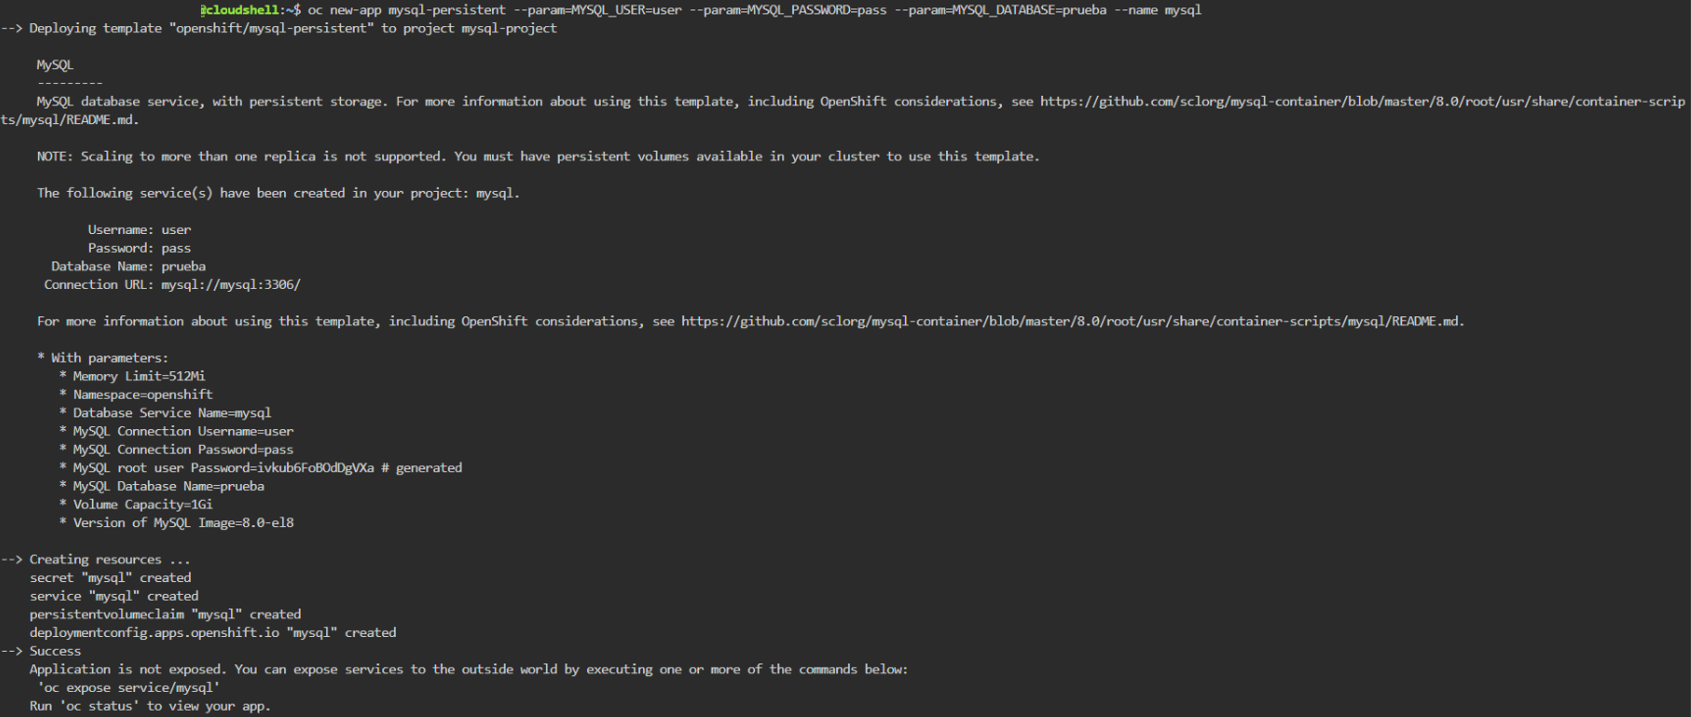 @cloudshell:~$ oc new-app mysql-persistent --param=MYSQL_USER=user --param=MYSQL_PASSWORD=pass --param=MYSQL_DATABASE=prueba --name mysql
--> Deploying template "openshift/mysql-persistent" to project mysql-project
MySQL
---------
MySQL database service, with persistent storage. For more information about using this template, including OpenShift considerations, see https://github.com/sclorg/mysql-container/blob/master/8.0/root/usr/share/container-scrip
ts/mysql/README.md.
NOTE: Scaling to more than one replica is not supported. You must have persistent volumes available in your cluster to use this template.
The following service(s) have been created in your project: mysql.
Username: user
Password: pass
Database Name: prueba
Connection URL: mysql://mysql:3306/
For more information about using this template, including OpenShift considerations, see https://github.com/sclorg/mysql-container/blob/master/8.0/root/usr/share/container-scripts/mysql/README.md.
* With parameters:
* Memory Limit=512Mi
* Namespace=openshift
* Database Service Name=mysql
* MySQL Connection Username=user
* MySQL Connection Password=pass
* MySQL root user Password=ivkub6FoBOdDgVXa # generated
* MySQL Database Name=prueba
* Volume Capacity=1Gi
* Version of MySQL Image=8.0-el8
--> Creating resources ...
secret "mysql" created
service "mysql" created
persistentvolumeclaim "mysql" created
deploymentconfig.apps.openshift.io "mysql" created
--> Success
Application is not exposed. You can expose services to the outside world by executing one or more of the commands below:
'oc expose service/mysql'
Run 'oc status' to view your app.